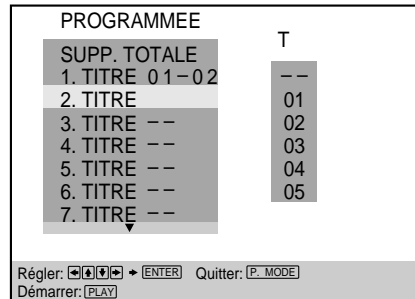 PROGRAMMEE
T
SUPP. TOTALE
1. TITRE 01–02
2. TITRE
3. TITRE – –
4. TITRE – –
5. TITRE – –
6. TITRE – –
7. TITRE – –
– –
01
02
03
04
05
Régler: ENTER Quitter: P. MODE
Démarrer: PLAY